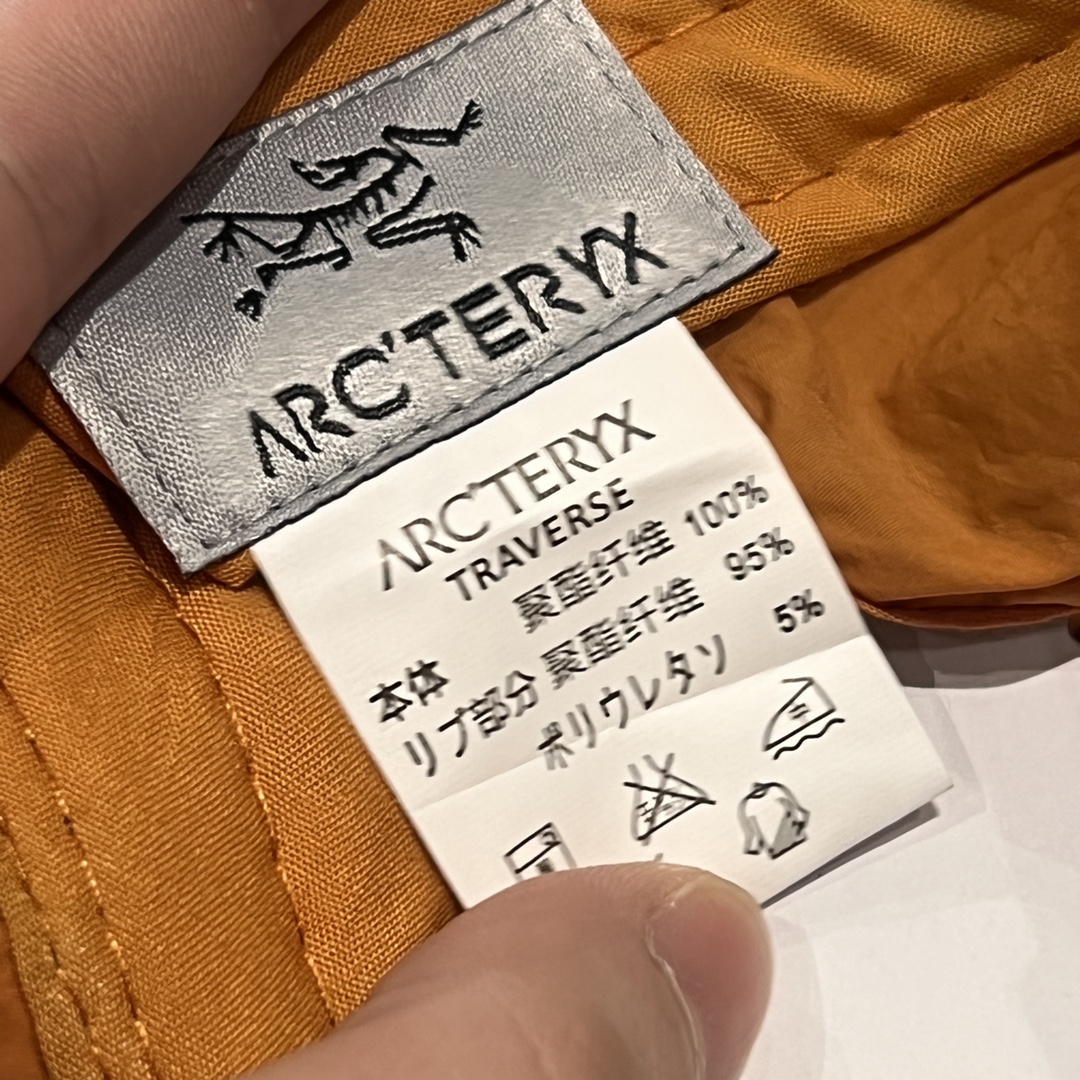 ARC'TERYX
ARC'TERYX
TRAVERSE
本体 聚酯纤维 100%
リブ部分 聚酯纤维 95%
ポリウレタソ 5%